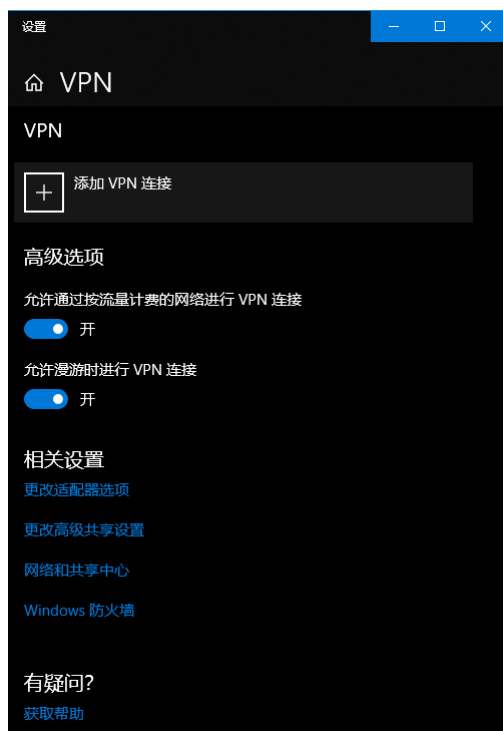 设置
VPN
VPN
添加 VPN 连接
高级选项
允许通过按流量计费的网络进行 VPN 连接
开
允许漫游时进行 VPN 连接
开
相关设置
更改适配器选项
更改高级共享设置
网络和共享中心
Windows 防火墙
有疑问?
获取帮助